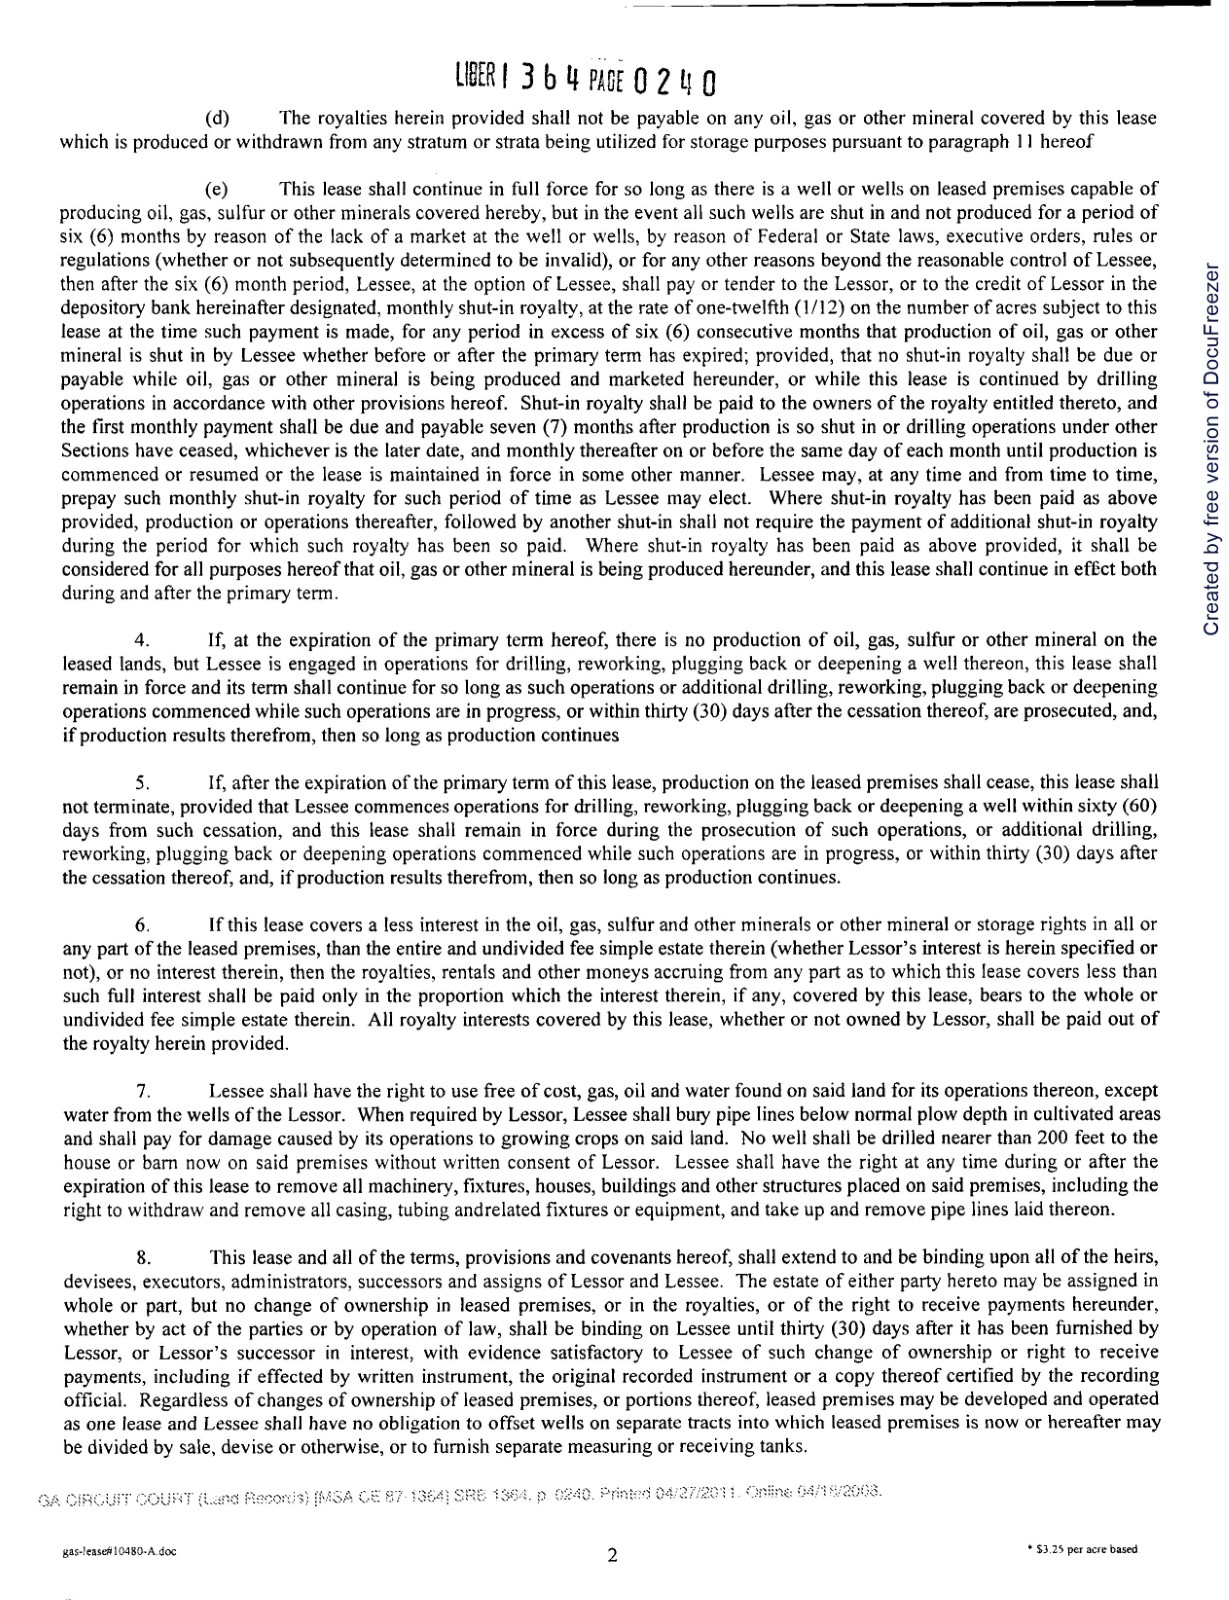 LIBER 1 3 6 4 PAGE 0 2 4 0
(d) The royalties herein provided shall not be payable on any oil, gas or other mineral covered by this lease
which is produced or withdrawn from any stratum or strata being utilized for storage purposes pursuant to paragraph 11 hereof
(e) This lease shall continue in full force for so long as there is a well or wells on leased premises capable of
producing oil, gas, sulfur or other minerals covered hereby, but in the event all such wells are shut in and not produced for a period of
six (6) months by reason of the lack of a market at the well or wells, by reason of Federal or State laws, executive orders, rules or
regulations (whether or not subsequently determined to be invalid), or for any other reasons beyond the reasonable control of Lessee,
then after the six (6) month period, Lessee, at the option of Lessee, shall pay or tender to the Lessor, or to the credit of Lessor in the
depository bank hereinafter designated, monthly shut-in royalty, at the rate of one-twelfth (1/12) on the number of acres subject to this
lease at the time such payment is made, for any period in excess of six (6) consecutive months that production of oil, gas or other
mineral is shut in by Lessee whether before or after the primary term has expired; provided, that no shut-in royalty shall be due or
payable while oil, gas or other mineral is being produced and marketed hereunder, or while this lease is continued by drilling
operations in accordance with other provisions hereof. Shut-in royalty shall be paid to the owners of the royalty entitled thereto, and
the first monthly payment shall be due and payable seven (7) months after production is so shut in or drilling operations under other
Sections have ceased, whichever is the later date, and monthly thereafter on or before the same day of each month until production is
commenced or resumed or the lease is maintained in force in some other manner. Lessee may, at any time and from time to time,
prepay such monthly shut-in royalty for such period of time as Lessee may elect. Where shut-in royalty has been paid as above
provided, production or operations thereafter, followed by another shut-in shall not require the payment of additional shut-in royalty
during the period for which such royalty has been so paid. Where shut-in royalty has been paid as above provided, it shall be
considered for all purposes hereof that oil, gas or other mineral is being produced hereunder, and this lease shall continue in effect both
during and after the primary term.
4. If, at the expiration of the primary term hereof, there is no production of oil, gas, sulfur or other mineral on the
leased lands, but Lessee is engaged in operations for drilling, reworking, plugging back or deepening a well thereon, this lease shall
remain in force and its term shall continue for so long as such operations or additional drilling, reworking, plugging back or deepening
operations commenced while such operations are in progress, or within thirty (30) days after the cessation thereof, are prosecuted, and,
if production results therefrom, then so long as production continues
5. If, after the expiration of the primary term of this lease, production on the leased premises shall cease, this lease shall
not terminate, provided that Lessee commences operations for drilling, reworking, plugging back or deepening a well within sixty (60)
days from such cessation, and this lease shall remain in force during the prosecution of such operations, or additional drilling,
reworking, plugging back or deepening operations commenced while such operations are in progress, or within thirty (30) days after
the cessation thereof, and, if production results therefrom, then so long as production continues.
6. If this lease covers a less interest in the oil, gas, sulfur and other minerals or other mineral or storage rights in all or
any part of the leased premises, than the entire and undivided fee simple estate therein (whether Lessor's interest is herein specified or
not), or no interest therein, then the royalties, rentals and other moneys accruing from any part as to which this lease covers less than
such full interest shall be paid only in the proportion which the interest therein, if any, covered by this lease, bears to the whole or
undivided fee simple estate therein. All royalty interests covered by this lease, whether or not owned by Lessor, shall be paid out of
the royalty herein provided.
7. Lessee shall have the right to use free of cost, gas, oil and water found on said land for its operations thereon, except
water from the wells of the Lessor. When required by Lessor, Lessee shall bury pipe lines below normal plow depth in cultivated areas
and shall pay for damage caused by its operations to growing crops on said land. No well shall be drilled nearer than 200 feet to the
house or barn now on said premises without written consent of Lessor. Lessee shall have the right at any time during or after the
expiration of this lease to remove all machinery, fixtures, houses, buildings and other structures placed on said premises, including the
right to withdraw and remove all casing, tubing andrelated fixtures or equipment, and take up and remove pipe lines laid thereon.
8. This lease and all of the terms, provisions and covenants hereof, shall extend to and be binding upon all of the heirs,
devisees, executors, administrators, successors and assigns of Lessor and Lessee. The estate of either party hereto may be assigned in
whole or part, but no change of ownership in leased premises, or in the royalties, or of the right to receive payments hereunder,
whether by act of the parties or by operation of law, shall be binding on Lessee until thirty (30) days after it has been furnished by
Lessor, or Lessor's successor in interest, with evidence satisfactory to Lessee of such change of ownership or right to receive
payments, including if effected by written instrument, the original recorded instrument or a copy thereof certified by the recording
official. Regardless of changes of ownership of leased premises, or portions thereof, leased premises may be developed and operated
as one lease and Lessee shall have no obligation to offset wells on separate tracts into which leased premises is now or hereafter may
be divided by sale, devise or otherwise, or to furnish separate measuring or receiving tanks.
GA CIRCUIT COURT (Land Records) [MSA CE 87-1364] SRB 1364, p. 0240. Printed 04/27/2011. Online 04/18/2003.
gas-lease#10480-A.doc
2
* $3.25 per acre based
Created by free version of DocuFreezer